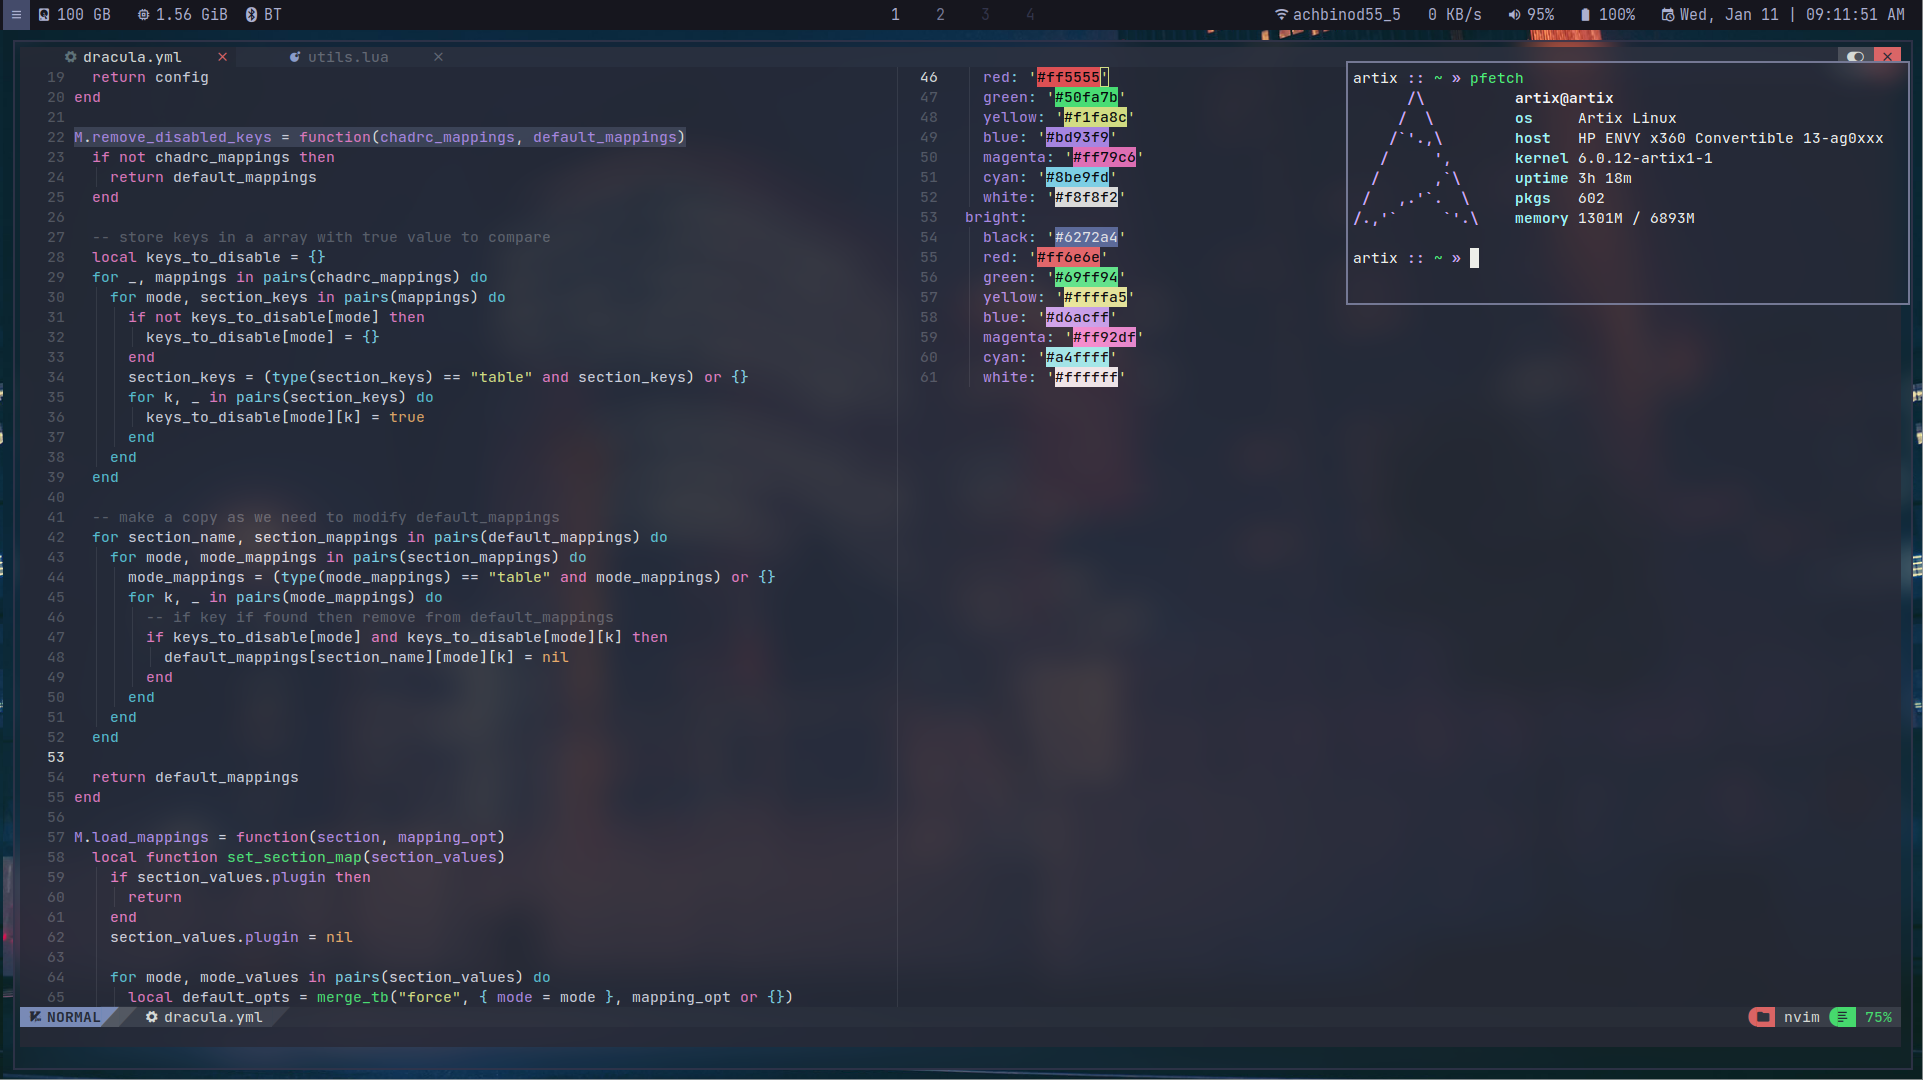 100 GB 1.56 GiB BT 1 2 3 4 achbinod55_5 0 KB/s 95% 100% Wed, Jan 11 | 09:11:51 AM
dracula.yml utils.lua
19 return config
20 end
21
22 M.remove_disabled_keys = function(chadrc_mappings, default_mappings)
23 if not chadrc_mappings then
24 return default_mappings
25 end
26
27 -- store keys in a array with true value to compare
28 local keys_to_disable = {}
29 for _, mappings in pairs(chadrc_mappings) do
30 for mode, section_keys in pairs(mappings) do
31 if not keys_to_disable[mode] then
32 keys_to_disable[mode] = {}
33 end
34 section_keys = (type(section_keys) == "table" and section_keys) or {}
35 for k, _ in pairs(section_keys) do
36 keys_to_disable[mode][k] = true
37 end
38 end
39 end
40
41 -- make a copy as we need to modify default_mappings
42 for section_name, section_mappings in pairs(default_mappings) do
43 for mode, mode_mappings in pairs(section_mappings) do
44 mode_mappings = (type(mode_mappings) == "table" and mode_mappings) or {}
45 for k, _ in pairs(mode_mappings) do
46 -- if key if found then remove from default_mappings
47 if keys_to_disable[mode] and keys_to_disable[mode][k] then
48 default_mappings[section_name][mode][k] = nil
49 end
50 end
51 end
52 end
53
54 return default_mappings
55 end
56
57 M.load_mappings = function(section, mapping_opt)
58 local function set_section_map(section_values)
59 if section_values.plugin then
60 return
61 end
62 section_values.plugin = nil
63
64 for mode, mode_values in pairs(section_values) do
65 local default_opts = merge_tb("force", { mode = mode }, mapping_opt or {})
46 red: '#ff5555'
47 green: '#50fa7b'
48 yellow: '#f1fa8c'
49 blue: '#bd93f9'
50 magenta: '#ff79c6'
51 cyan: '#8be9fd'
52 white: '#f8f8f2'
53 bright:
54 black: '#6272a4'
55 red: '#ff6e6e'
56 green: '#69ff94'
57 yellow: '#ffffa5'
58 blue: '#d6acff'
59 magenta: '#ff92df'
60 cyan: '#a4ffff'
61 white: '#ffffff'
artix :: ~ » pfetch
artix@artix
os Artix Linux
host HP ENVY x360 Convertible 13-ag0xxx
kernel 6.0.12-artix1-1
uptime 3h 18m
pkgs 602
memory 1301M / 6893M
artix :: ~ »
NORMAL dracula.yml nvim 75%